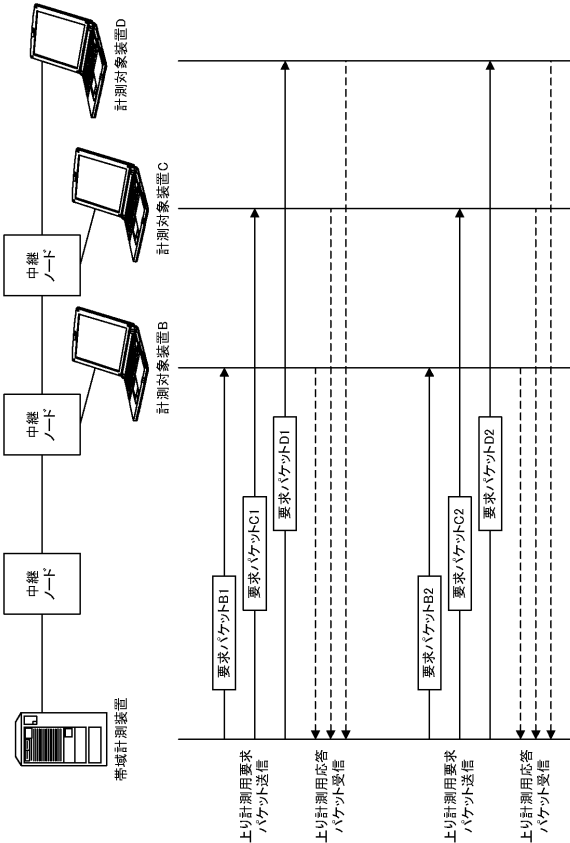 帯域計測装置
中継
ノード
中継
ノード
中継
ノード
計測対象装置B
計測対象装置C
計測対象装置D
上り計測用要求
パケット送信
要求パケットB1
要求パケットC1
要求パケットD1
上り計測用応答
パケット受信
上り計測用要求
パケット送信
要求パケットB2
要求パケットC2
要求パケットD2
上り計測用応答
パケット受信